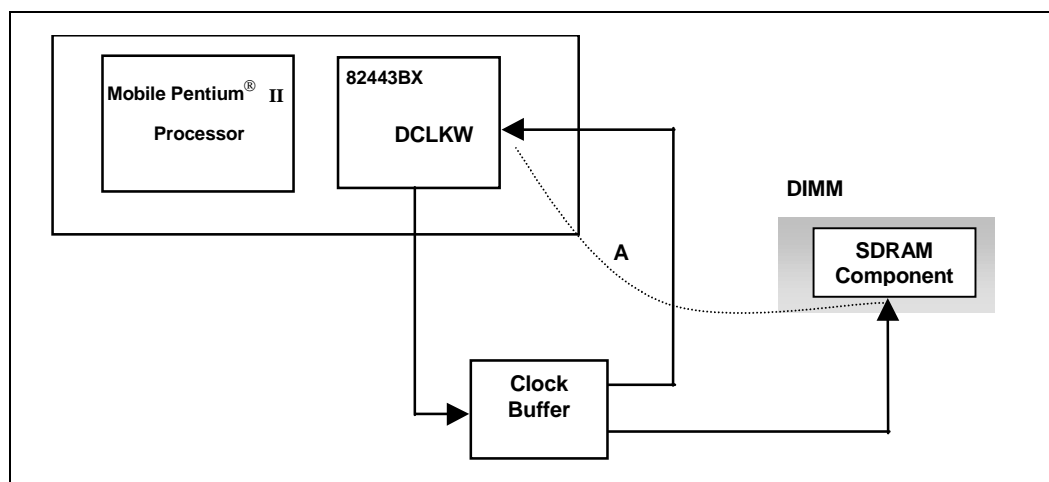 Mobile Pentium® II
Processor
82443BX
DCLKW
DIMM
SDRAM
Component
A
Clock
Buffer